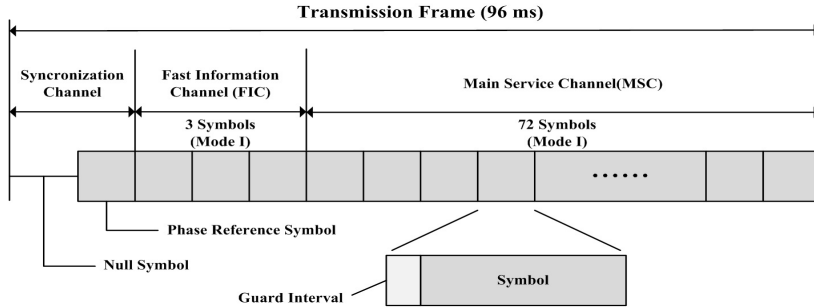 Transmission Frame (96 ms)
Syncronization
Channel
Fast Information
Channel (FIC)
Main Service Channel(MSC)
3 Symbols
(Mode I)
72 Symbols
(Mode I)
......
Phase Reference Symbol
Null Symbol
Guard Interval
Symbol